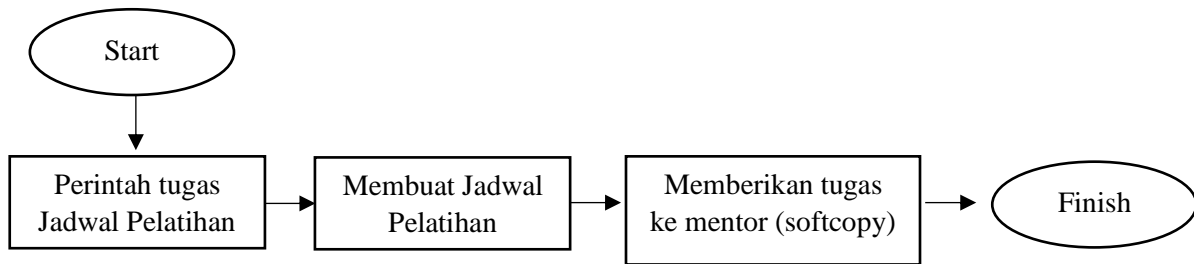 Start
Perintah tugas
Jadwal Pelatihan
Membuat Jadwal
Pelatihan
Memberikan tugas
ke mentor (softcopy)
Finish